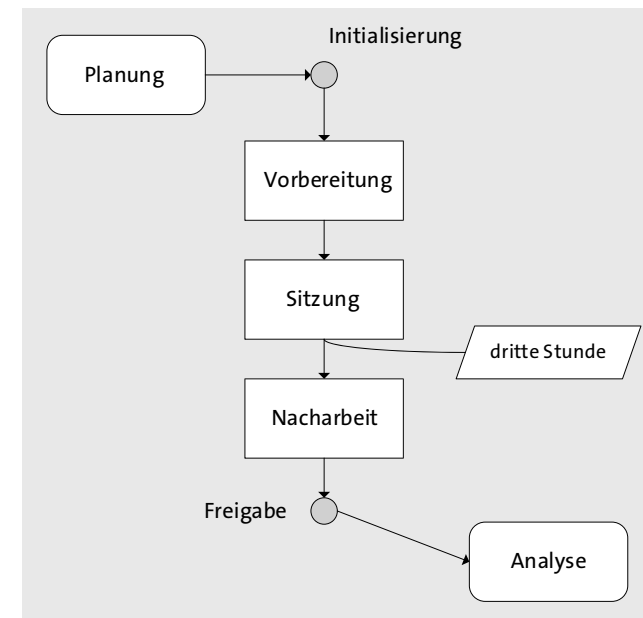 Initialisierung
Planung
Vorbereitung
Sitzung
dritte Stunde
Nacharbeit
Freigabe
Analyse